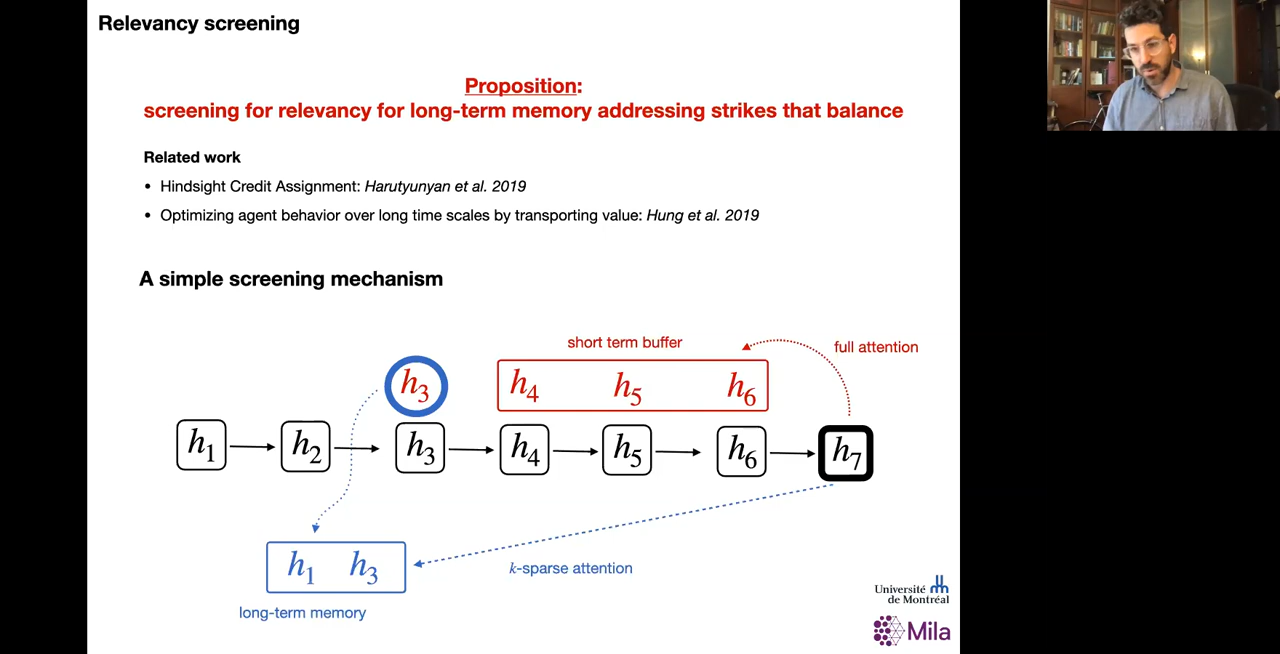 Relevancy screening
Proposition:
screening for relevancy for long-term memory addressing strikes that balance
Related work
• Hindsight Credit Assignment: Harutyunyan et al. 2019
• Optimizing agent behavior over long time scales by transporting value: Hung et al. 2019
A simple screening mechanism
short term buffer
full attention
h₃ h₄ h₅ h₆
h₁ h₂ h₃ h₄ h₅ h₆ h₇
h₁ h₃
k-sparse attention
long-term memory
Université
de Montréal
Mila